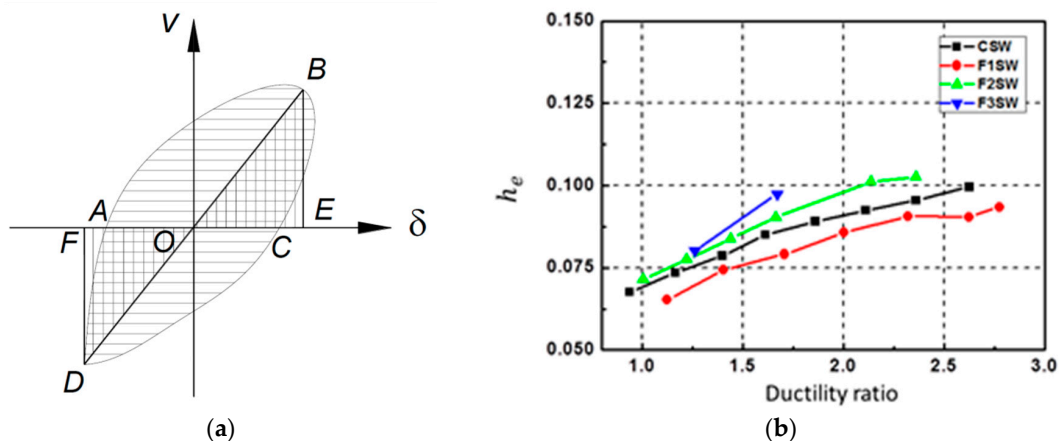 V
B
A
E
δ
F
O
C
D
(a)
0.150
0.125
0.100
0.075
0.050
h_e
CSW
F1SW
F2SW
F3SW
1.0 1.5 2.0 2.5 3.0
Ductility ratio
(b)